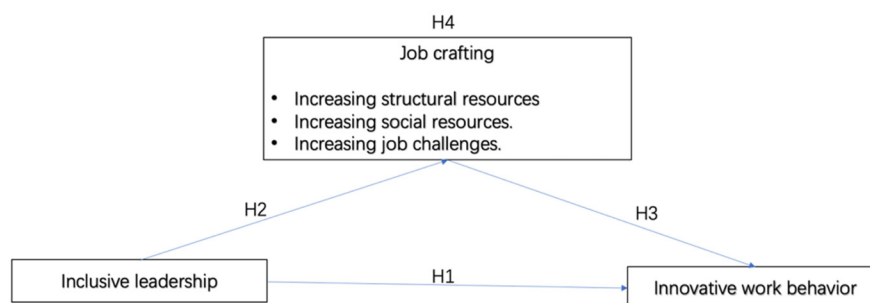 H4
Job crafting
• Increasing structural resources
• Increasing social resources.
• Increasing job challenges.
H2
H3
Inclusive leadership
H1
Innovative work behavior